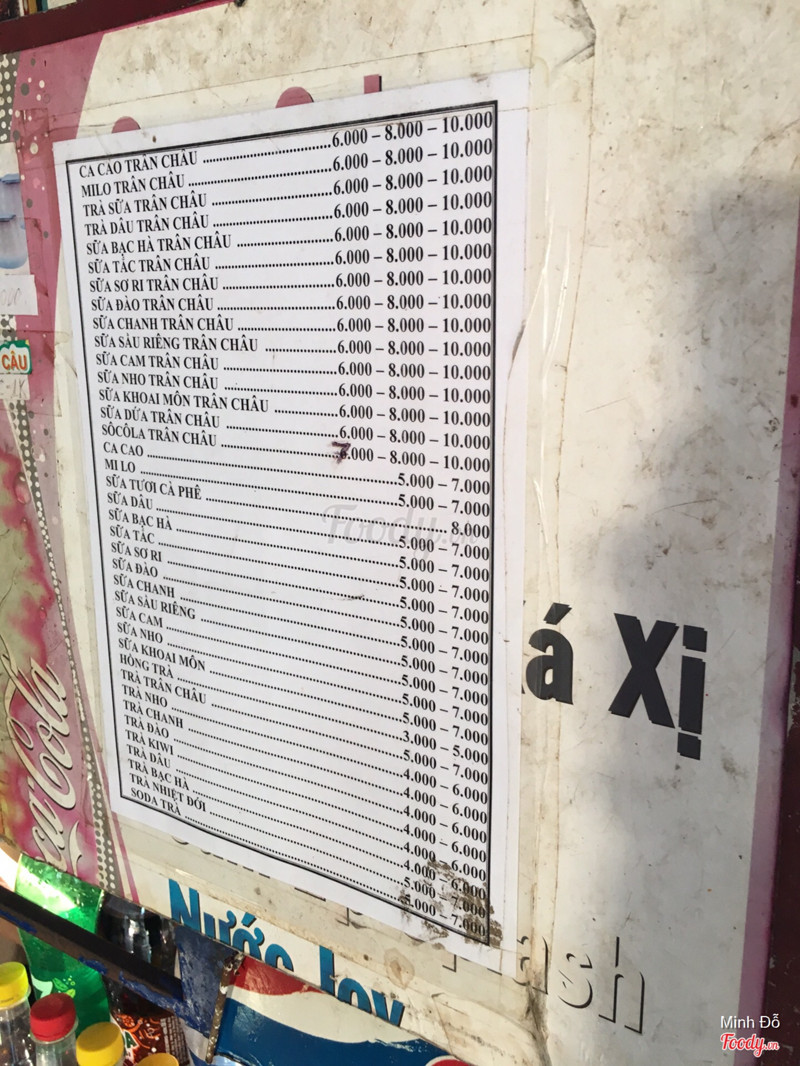 CA CAO TRÂN CHÂU ........ 6.000 – 8.000 – 10.000
MILO TRÂN CHÂU ........ 6.000 – 8.000 – 10.000
TRÀ SỮA TRÂN CHÂU ........ 6.000 – 8.000 – 10.000
TRÀ DÂU TRÂN CHÂU ........ 6.000 – 8.000 – 10.000
SỮA BẠC HÀ TRÂN CHÂU ........ 6.000 – 8.000 – 10.000
SỮA TẮC TRÂN CHÂU ........ 6.000 – 8.000 – 10.000
SỮA SƠ RI TRÂN CHÂU ........ 6.000 – 8.000 – 10.000
SỮA ĐÀO TRÂN CHÂU ........ 6.000 – 8.000 – 10.000
SỮA CHANH TRÂN CHÂU ........ 6.000 – 8.000 – 10.000
SỮA SẦU RIÊNG TRÂN CHÂU ........ 6.000 – 8.000 – 10.000
SỮA CAM TRÂN CHÂU ........ 6.000 – 8.000 – 10.000
SỮA NHO TRÂN CHÂU ........ 6.000 – 8.000 – 10.000
SỮA KHOAI MÔN TRÂN CHÂU ........ 6.000 – 8.000 – 10.000
SỮA DỨA TRÂN CHÂU ........ 6.000 – 8.000 – 10.000
SÔCÔLA TRÂN CHÂU ........ 7.000 – 8.000 – 10.000
CA CAO ........ 5.000 – 7.000
MI LO ........ 5.000 – 7.000
SỮA TƯƠI CÀ PHÊ ........ 8.000
SỮA DÂU ........ 5.000 – 7.000
SỮA BẠC HÀ ........ 5.000 – 7.000
SỮA TẮC ........ 5.000 – 7.000
SỮA SƠ RI ........ 5.000 – 7.000
SỮA ĐÀO ........ 5.000 – 7.000
SỮA CHANH ........ 5.000 – 7.000
SỮA SẦU RIÊNG ........ 5.000 – 7.000
SỮA CAM ........ 5.000 – 7.000
SỮA NHO ........ 5.000 – 7.000
SỮA KHOAI MÔN ........ 5.000 – 7.000
HỒNG TRÀ ........ 3.000 – 5.000
TRÀ TRÂN CHÂU ........ 5.000 – 7.000
TRÀ NHO ........ 4.000 – 6.000
TRÀ CHANH ........ 4.000 – 6.000
TRÀ ĐÀO ........ 4.000 – 6.000
TRÀ KIWI ........ 4.000 – 6.000
TRÀ DÂU ........ 4.000 – 6.000
TRÀ BẠC HÀ ........ 4.000 – 6.000
TRÀ NHIỆT ĐỚI ........ 5.000 – 7.000
SODA TRÀ ........ 5.000 – 7.000
CÂU
Xị
Nước
Foody.vn
Minh Đỗ
Foody.vn